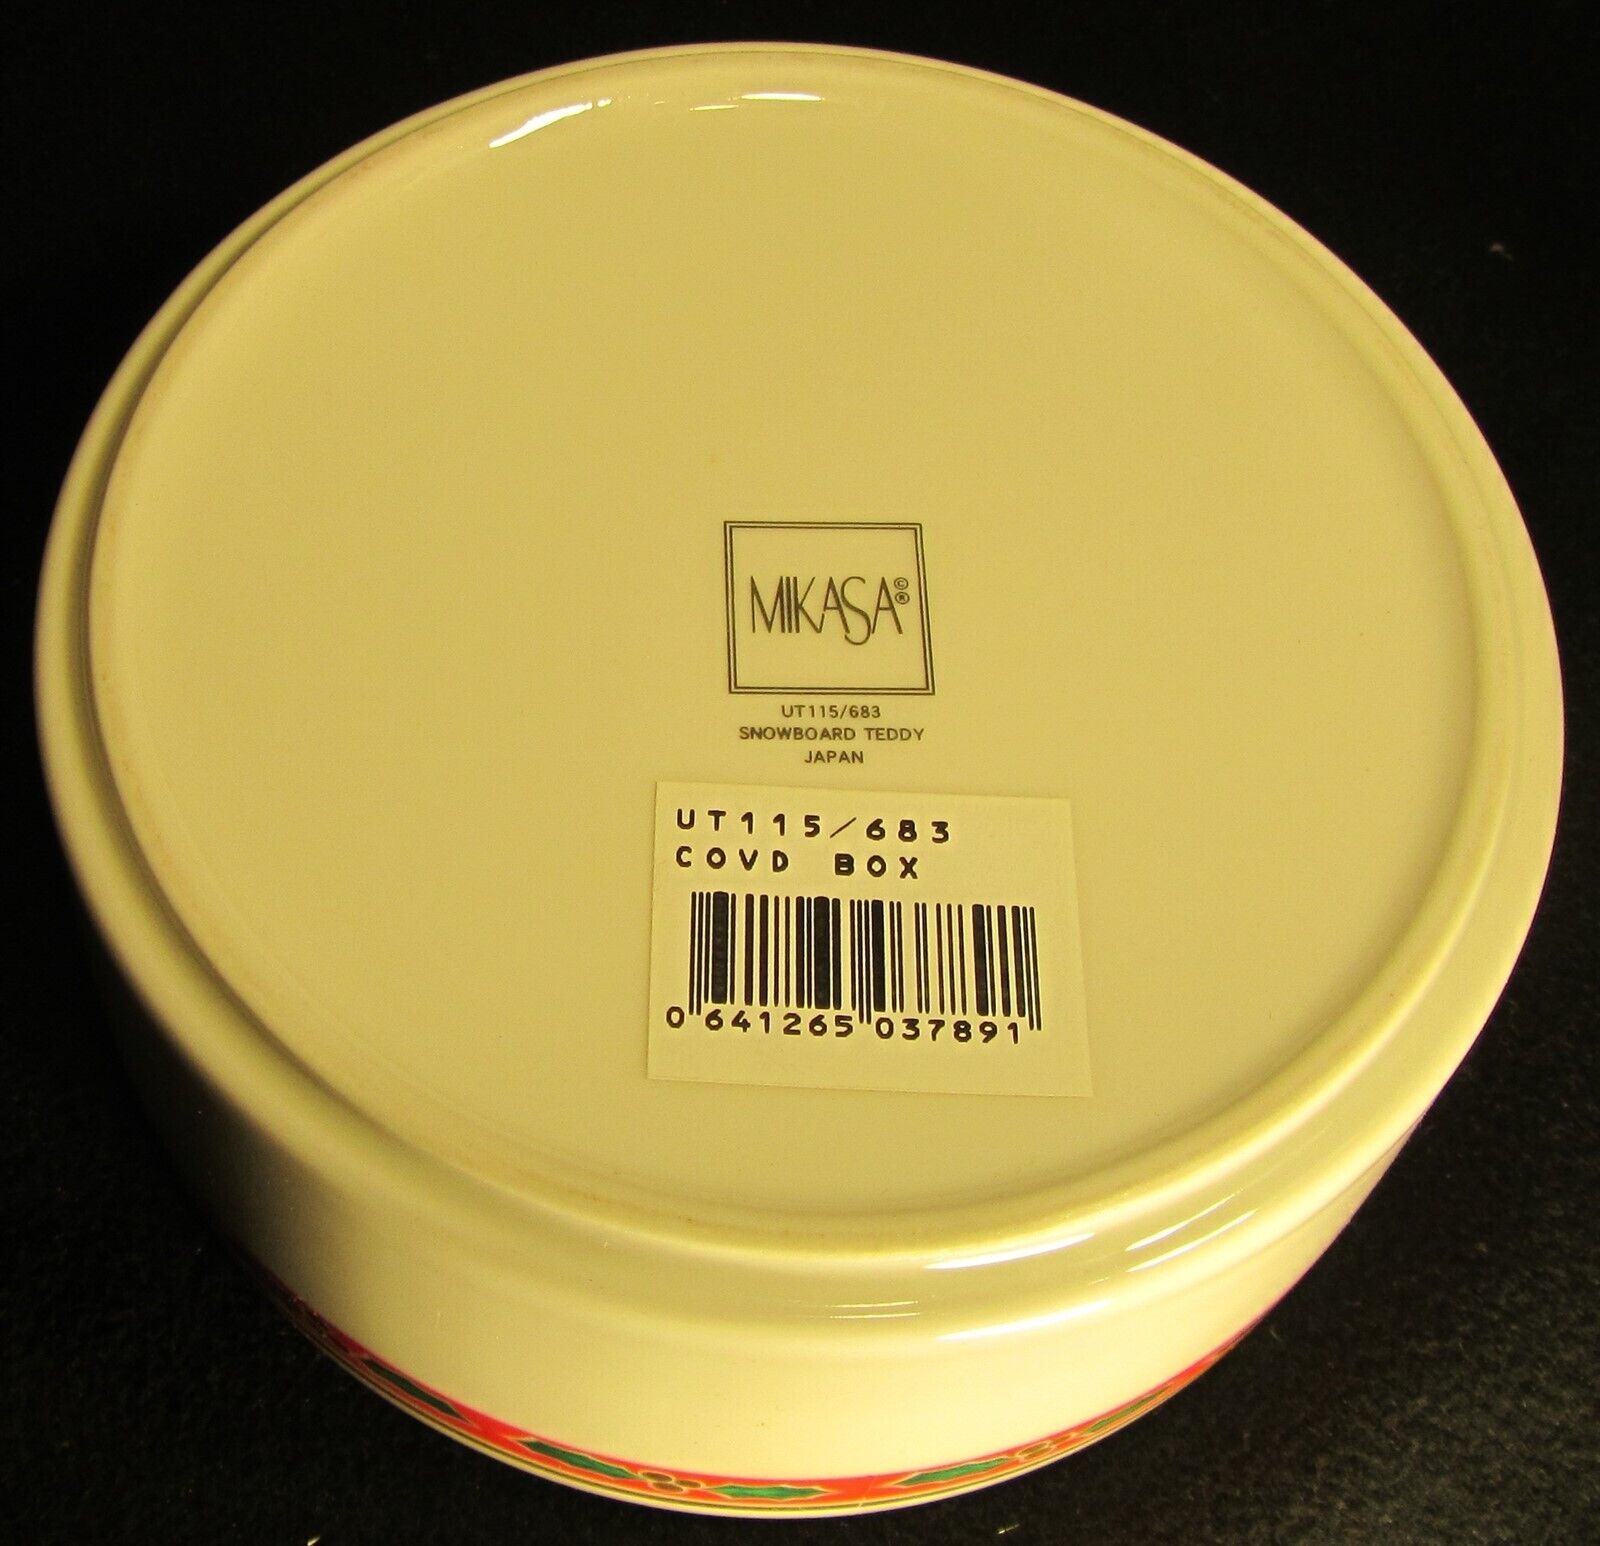 MIKASA©®
UT115/683
SNOWBOARD TEDDY
JAPAN
UT115/683
COVD BOX
0 641265 037891